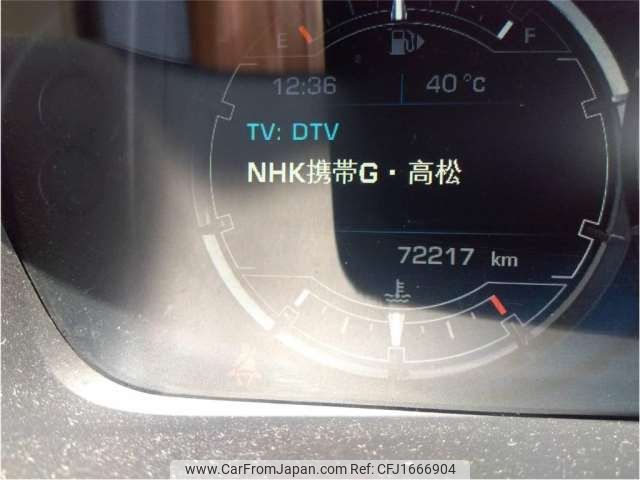 E F
12:36 40 °C
TV: DTV
NHK携帯G・高松
72217 km
www.CarFromJapan.com Ref No:CFJ1666904